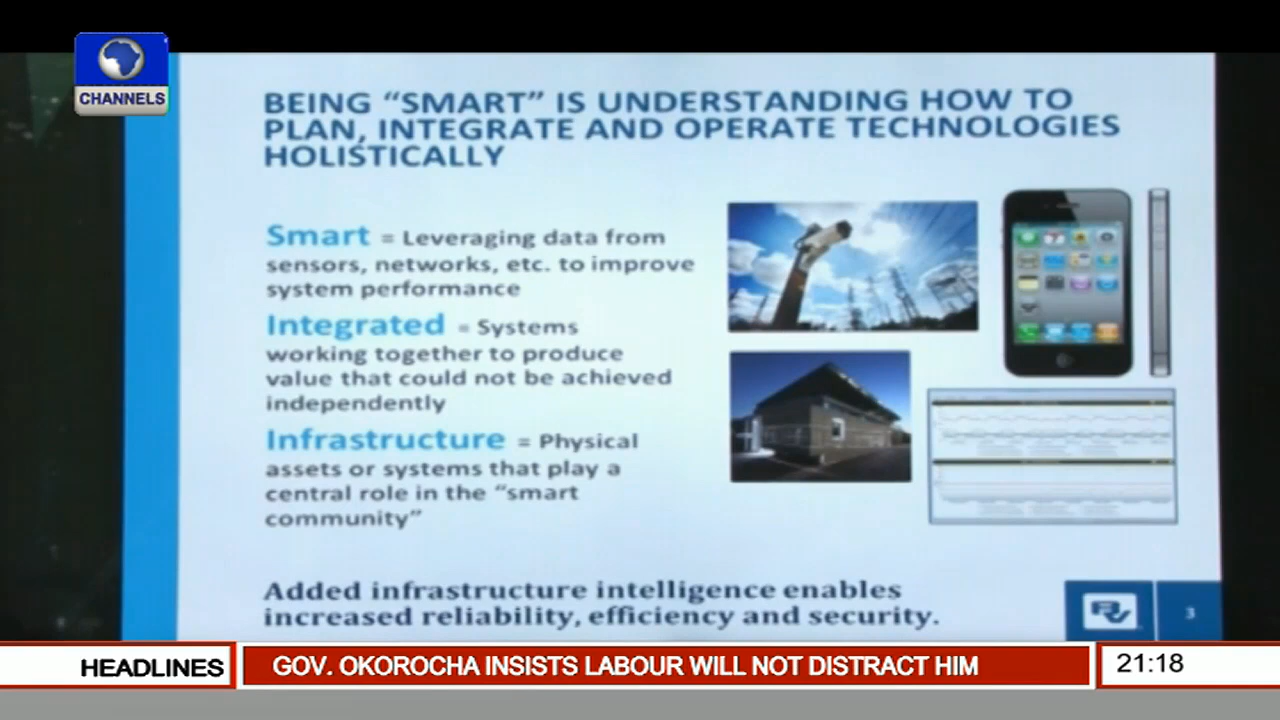 CHANNELS
BEING “SMART” IS UNDERSTANDING HOW TO
PLAN, INTEGRATE AND OPERATE TECHNOLOGIES
HOLISTICALLY
Smart = Leveraging data from
sensors, networks, etc. to improve
system performance
Integrated = Systems
working together to produce
value that could not be achieved
independently
Infrastructure = Physical
assets or systems that play a
central role in the “smart
community”
Added infrastructure intelligence enables
increased reliability, efficiency and security.
3
HEADLINES
GOV. OKOROCHA INSISTS LABOUR WILL NOT DISTRACT HIM
21:18